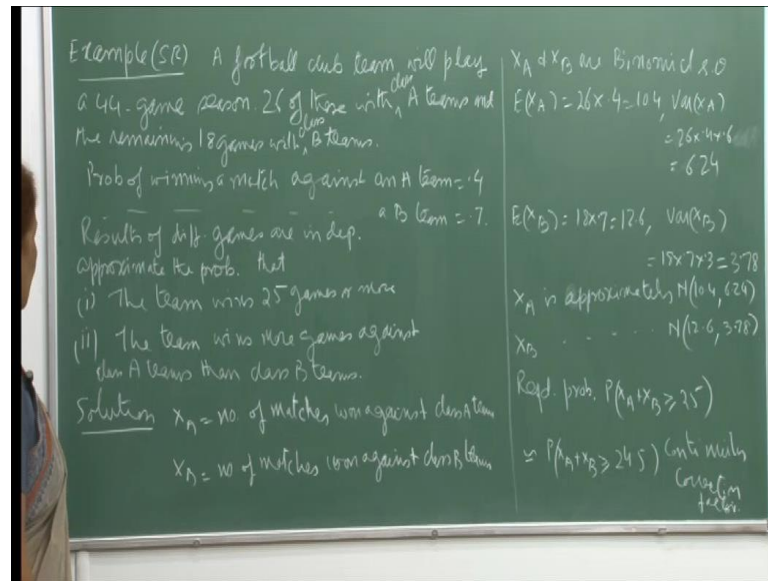 Example (SR) A football club team will play
a 44-game season. 26 of these with class A teams and
the remaining 18 games with class B teams.
Prob of winning a match against an A team = .4
— — — — a B team = .7.
Results of diff. games are indep.
approximate the prob. that
(i) The team wins 25 games or more
(ii) The team wins more games against
class A teams than class B teams.
Solution X_A = no. of matches won against class A team
X_B = no of matches won against class B team
X_A & X_B are Binomial r.v
E(X_A) = 26×.4 = 10.4, Var(X_A)
= 26×.4×.6
= 6.24
E(X_B) = 18×.7 = 12.6, Var(X_B)
= 18×.7×.3 = 3.78
X_A is approximately N(10.4, 6.24)
X_B . . . . . . N(12.6, 3.78)
Reqd. prob. P(X_A + X_B ≥ 25)
≃ P(X_A + X_B ≥ 24.5) Continuity
Correction
factor.